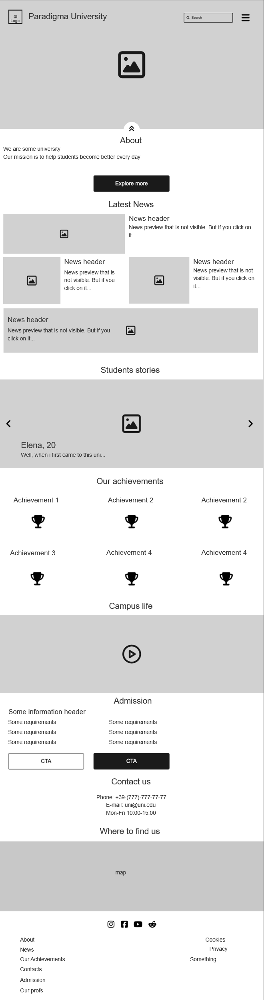 Logo
Paradigma University
Search
About
We are some university
Our mission is to help students become better every day
Explore more
Latest News
News header
News preview that is not visible. But if you click on
it...
News header
News preview that is
not visible. But if you
click on it...
News header
News preview that is not
visible. But if you click on
it...
News header
News preview that is not visible. But if you
click on it...
Students stories
Elena, 20
Well, when i first came to this uni...
Our achievements
Achievement 1
Achievement 2
Achievement 2
Achievement 3
Achievement 4
Achievement 4
Campus life
Admission
Some information header
Some requirements
Some requirements
Some requirements
Some requirements
Some requirements
Some requirements
CTA
CTA
Contact us
Phone: +39-(777)-777-77-77
E-mail: uni@uni.edu
Mon-Fri 10:00-15:00
Where to find us
map
About
News
Our Achievements
Contacts
Admission
Our profs
Cookies
Privacy
Something